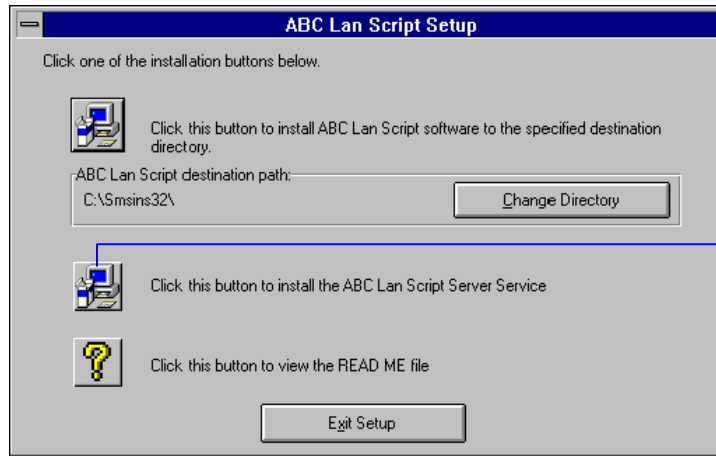 ABC Lan Script Setup
Click one of the installation buttons below.
Click this button to install ABC Lan Script software to the specified destination
directory.
ABC Lan Script destination path:
C:\Smsins32\
Change Directory
Click this button to install the ABC Lan Script Server Service
Click this button to view the READ ME file
Exit Setup